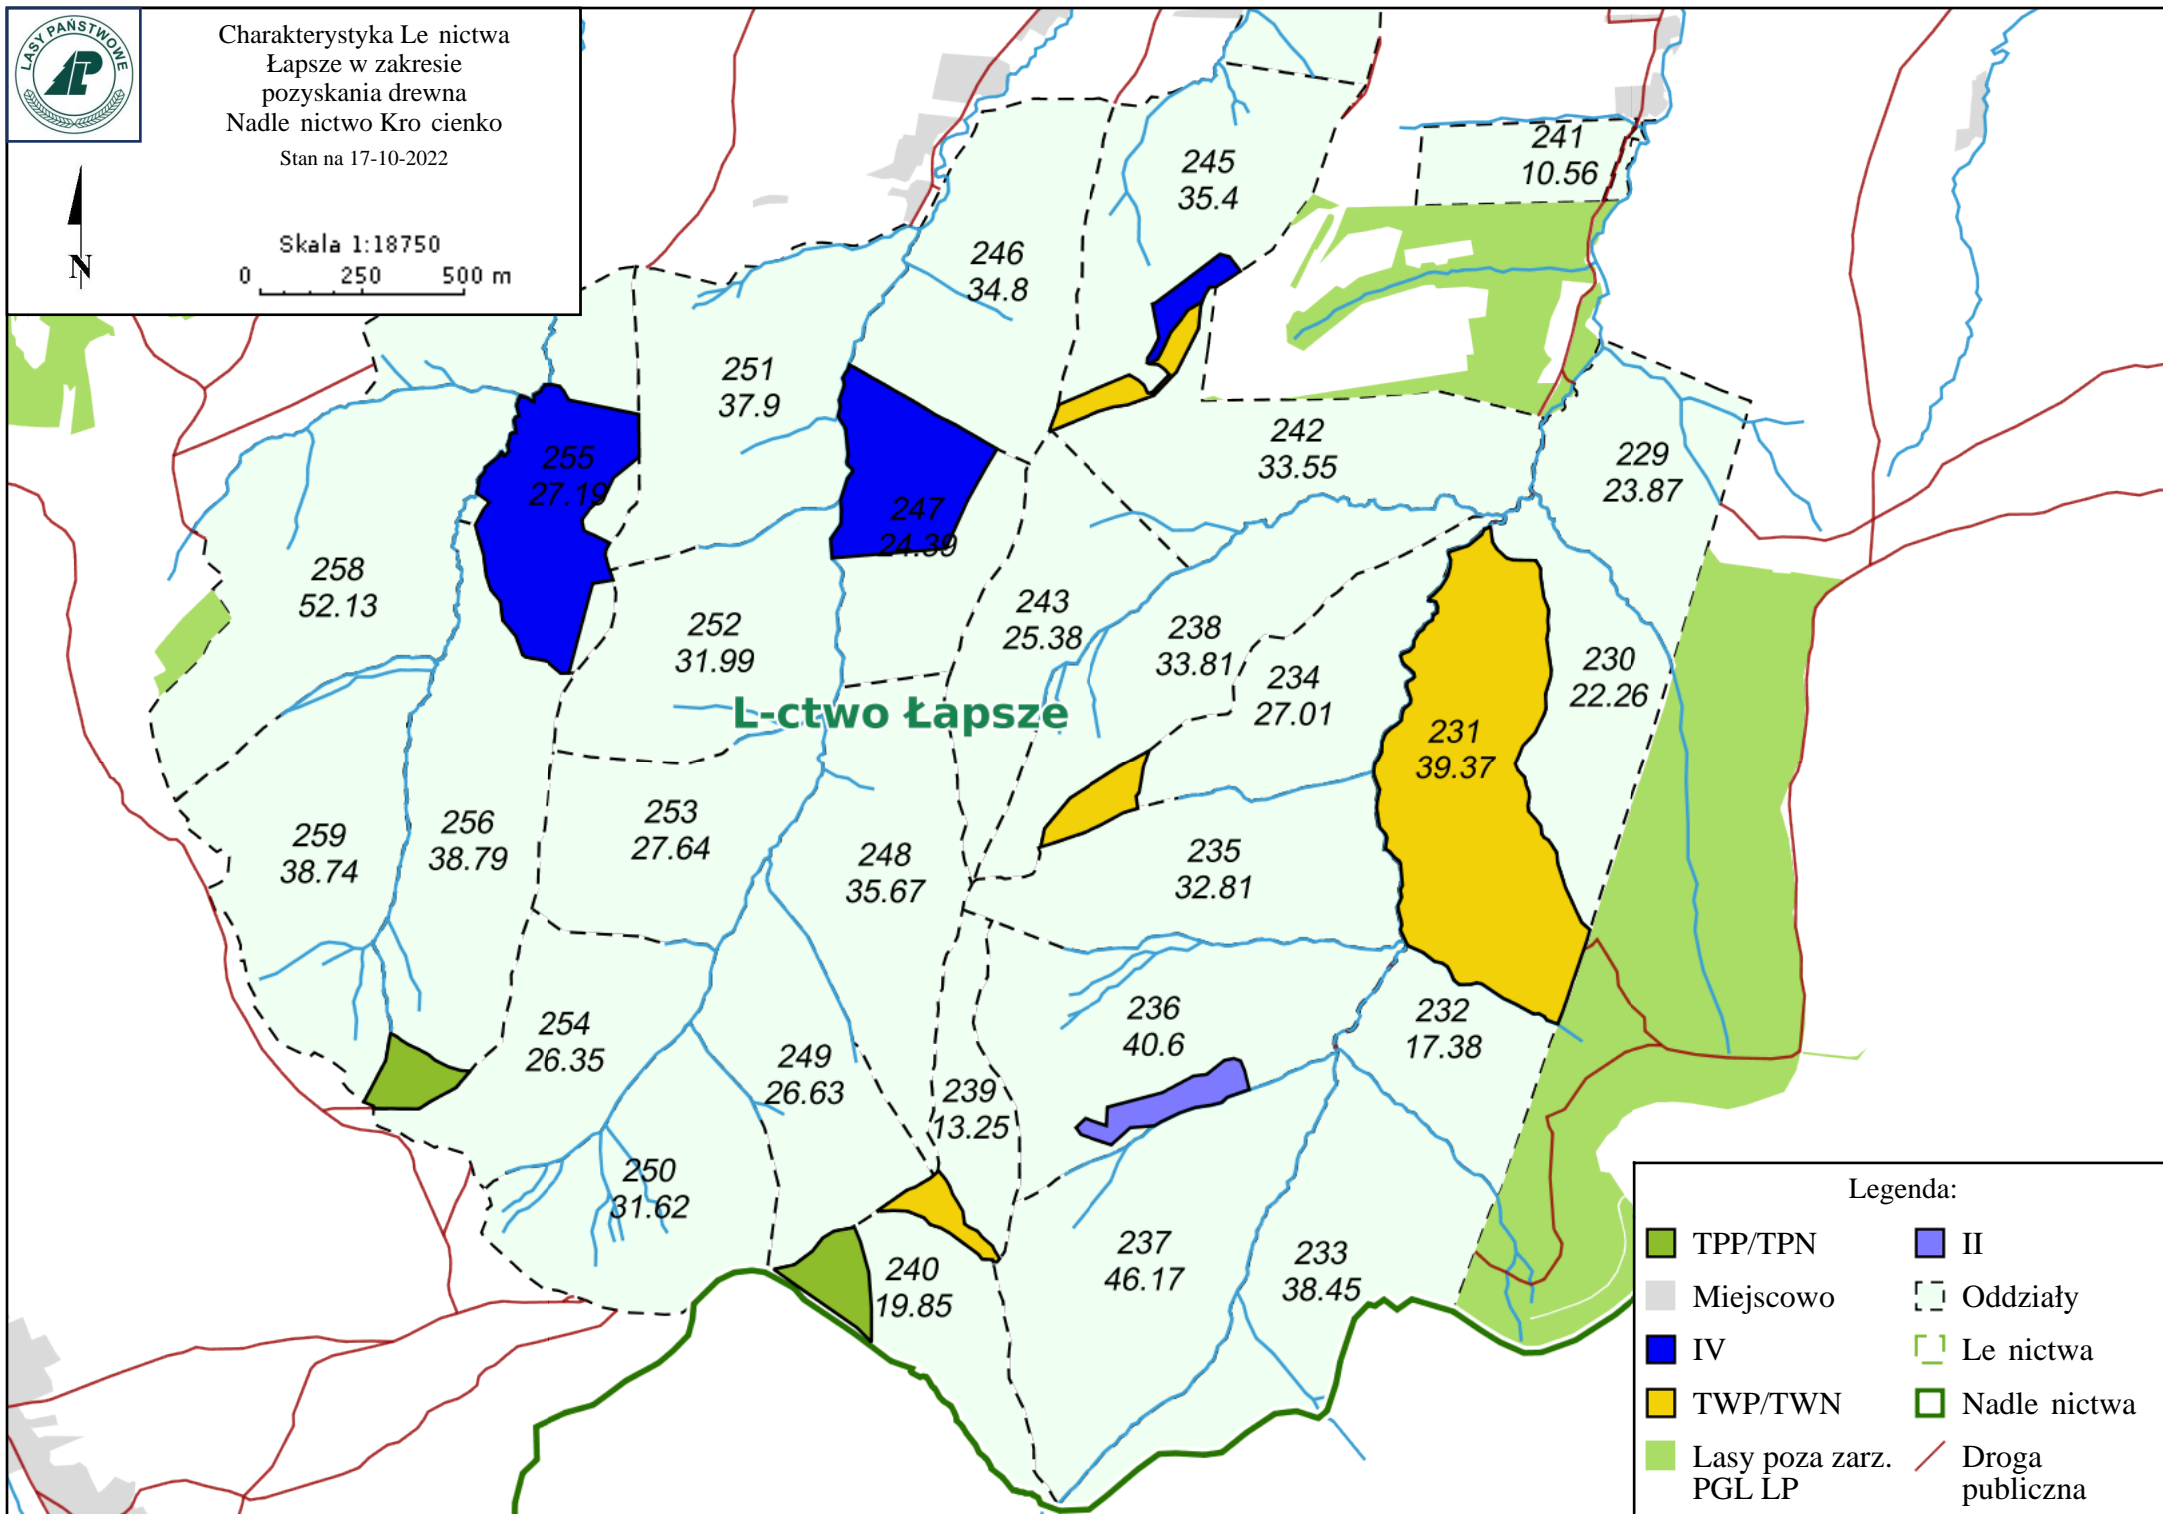 LASY PAŃSTWOWE
LP
Charakterystyka Le nictwa
Łapsze w zakresie
pozyskania drewna
Nadle nictwo Kro cienko
Stan na 17-10-2022
N
Skala 1:18750
0 250 500 m
241
10.56
245
35.4
246
34.8
251
37.9
242
33.55
229
23.87
255
27.19
247
24.39
258
52.13
243
25.38
252
31.99
238
33.81
234
27.01
230
22.26
L-ctwo Łapsze
231
39.37
253
27.64
259
38.74
256
38.79
248
35.67
235
32.81
254
26.35
236
40.6
232
17.38
249
26.63
239
13.25
250
31.62
237
46.17
233
38.45
240
19.85
Legenda:
TPP/TPN
Miejscowo
IV
TWP/TWN
Lasy poza zarz.
PGL LP
II
Oddziały
Le nictwa
Nadle nictwa
Droga
publiczna